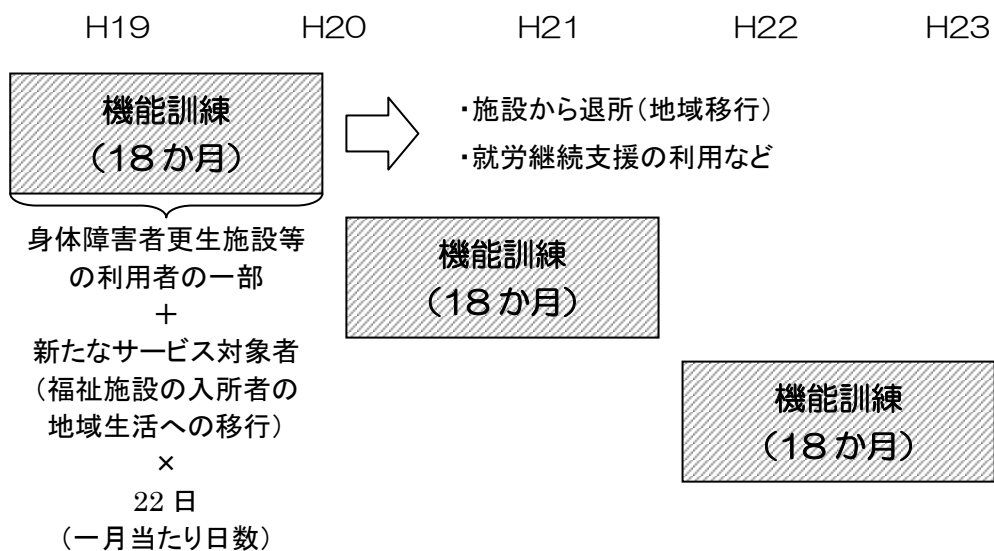 H19 H20 H21 H22 H23
機能訓練
(18か月)
・施設から退所(地域移行)
・就労継続支援の利用など
身体障害者更生施設等
の利用者の一部
+
新たなサービス対象者
(福祉施設の入所者の
地域生活への移行)
×
22 日
(一月当たり日数)
機能訓練
(18か月)
機能訓練
(18か月)